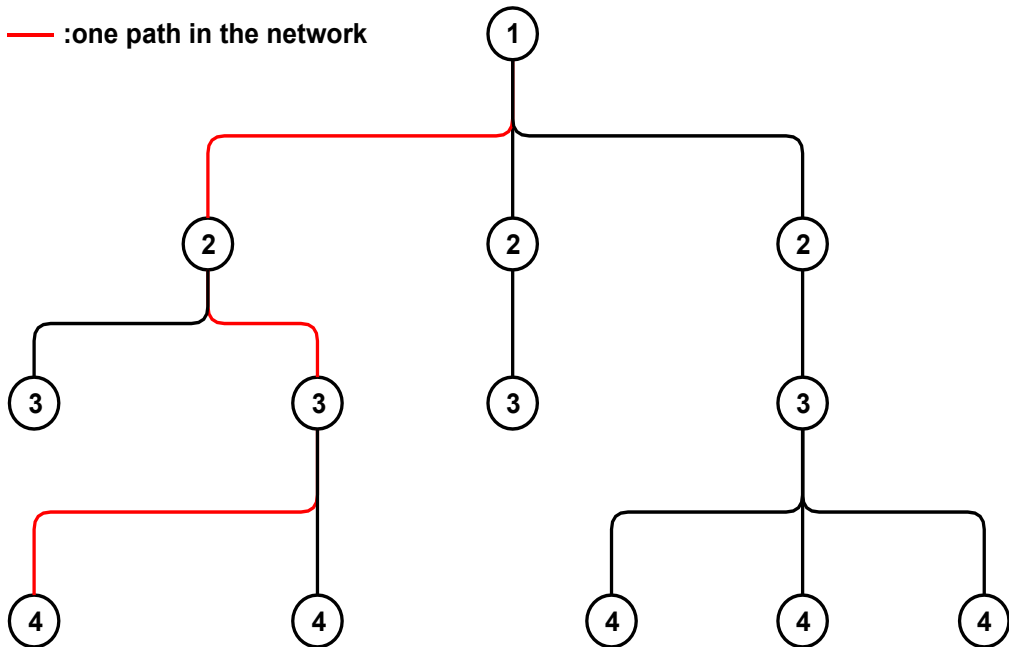 :one path in the network
1
2 2 2
3 3 3 3
4 4 4 4 4